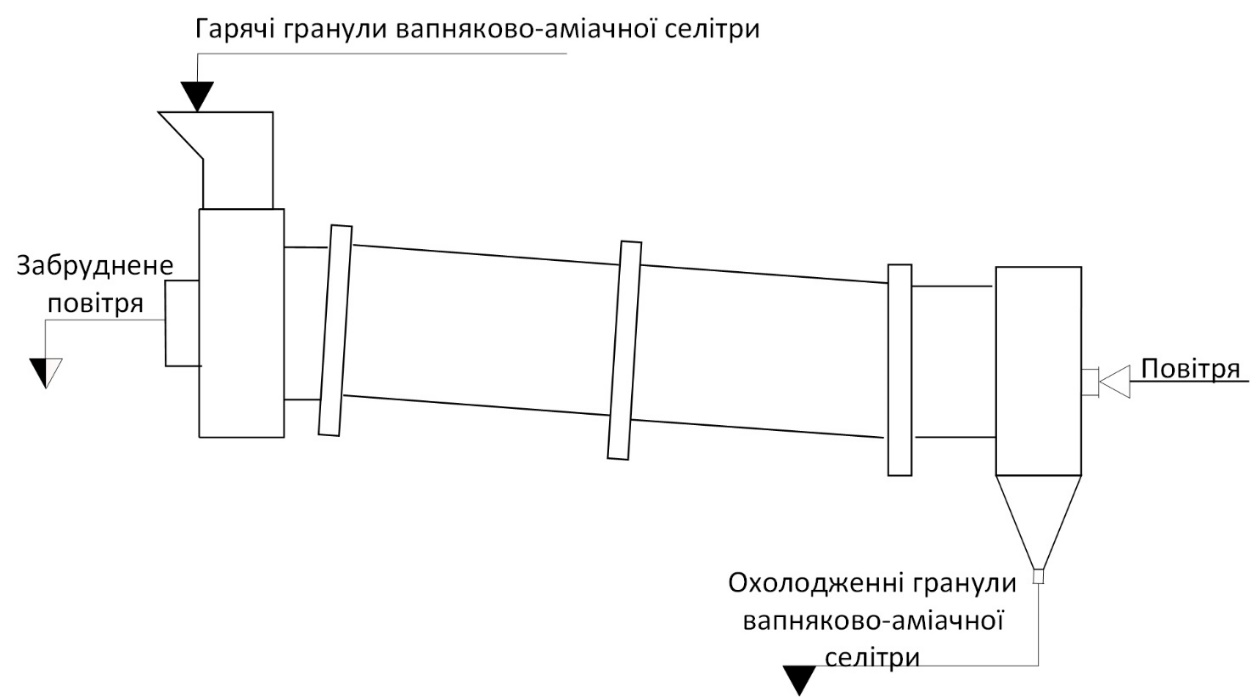 Гарячі гранули вапняково-аміачної селітри
Забруднене
повітря
Повітря
Охолодженні гранули
вапняково-аміачної
селітри